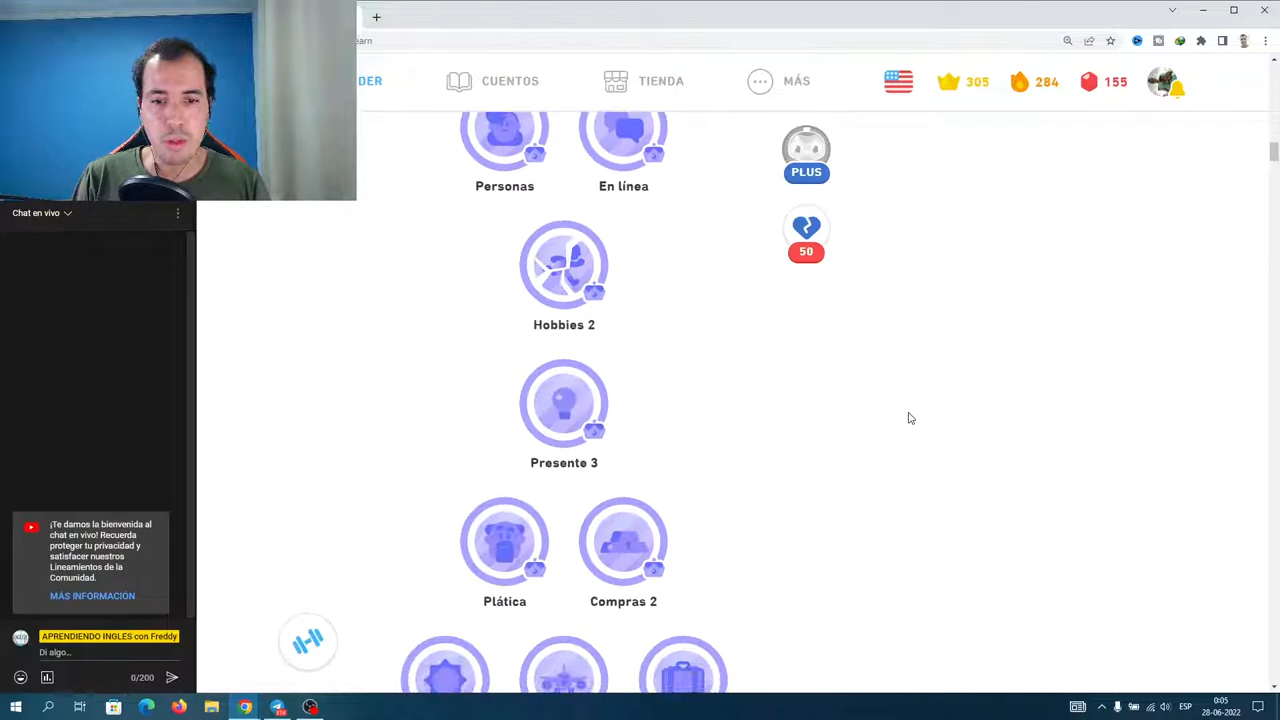 earn
DER
CUENTOS
TIENDA
MÁS
305
284
155
Personas
En línea
PLUS
50
Chat en vivo
Hobbies 2
Presente 3
¡Te damos la bienvenida al
chat en vivo! Recuerda
proteger tu privacidad y
satisfacer nuestros
Lineamientos de la
Comunidad.
MÁS INFORMACIÓN
Plática
Compras 2
APRENDIENDO INGLES con Freddy
Di algo...
0/200
ESP
0:05
28-06-2022